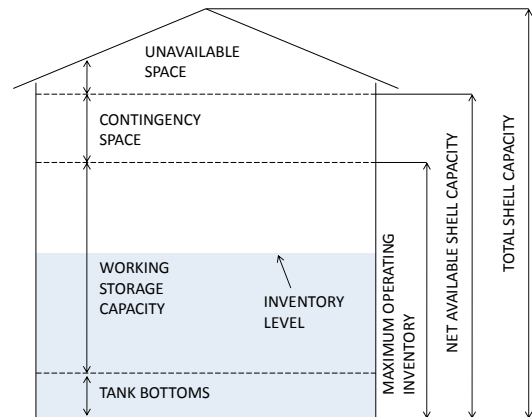 UNAVAILABLE
SPACE
CONTINGENCY
SPACE
WORKING
STORAGE
CAPACITY
INVENTORY
LEVEL
TANK BOTTOMS
MAXIMUM OPERATING
INVENTORY
NET AVAILABLE SHELL CAPACITY
TOTAL SHELL CAPACITY